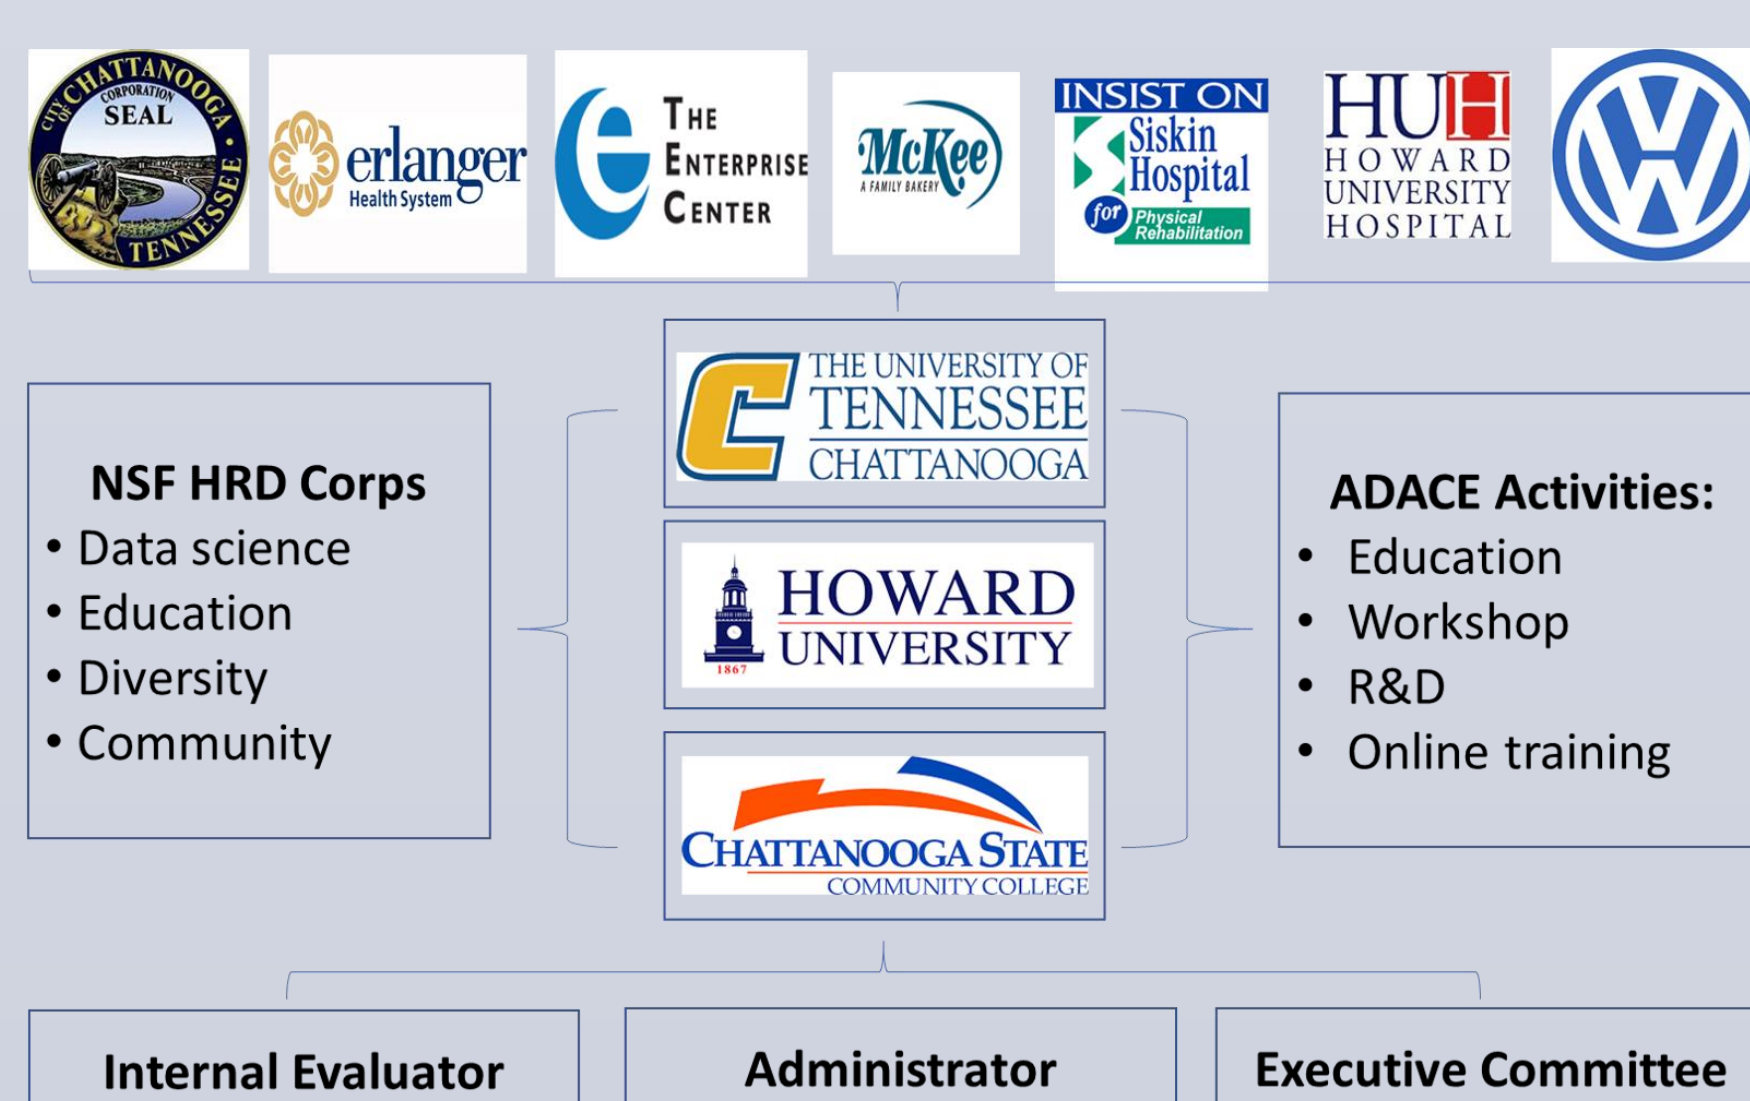 CITY OF CHATTANOOGA • TENNESSEE
CORPORATION
SEAL
erlanger
Health System
e
THE
ENTERPRISE
CENTER
McKee
A FAMILY BAKERY
INSIST ON
Siskin
Hospital
for Physical
Rehabilitation
HUH
HOWARD
UNIVERSITY
HOSPITAL
VW
C
THE UNIVERSITY OF
TENNESSEE
CHATTANOOGA
NSF HRD Corps
• Data science
• Education
• Diversity
• Community
HOWARD
UNIVERSITY
1867
CHATTANOOGA STATE
COMMUNITY COLLEGE
ADACE Activities:
• Education
• Workshop
• R&D
• Online training
Internal Evaluator
Administrator
Executive Committee